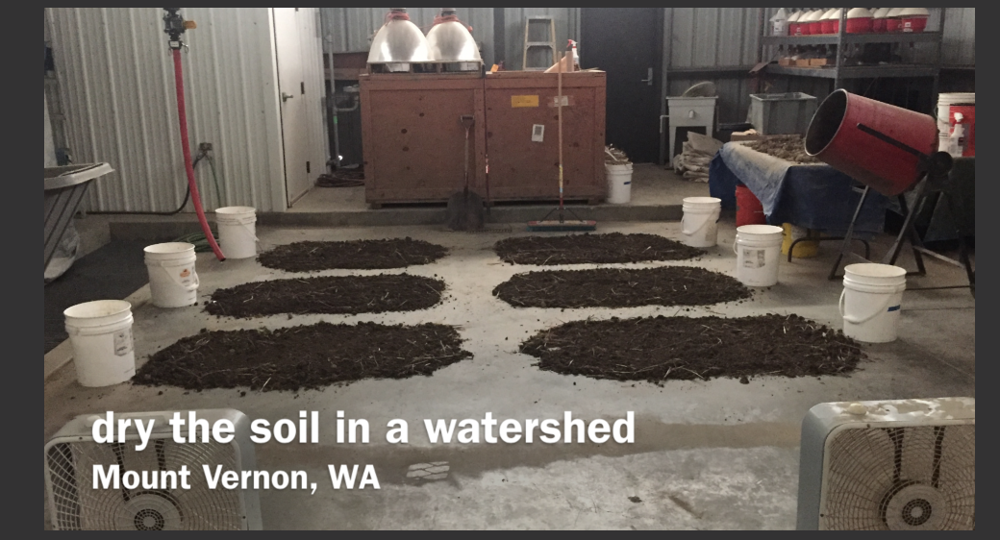 dry the soil in a watershed
Mount Vernon, WA